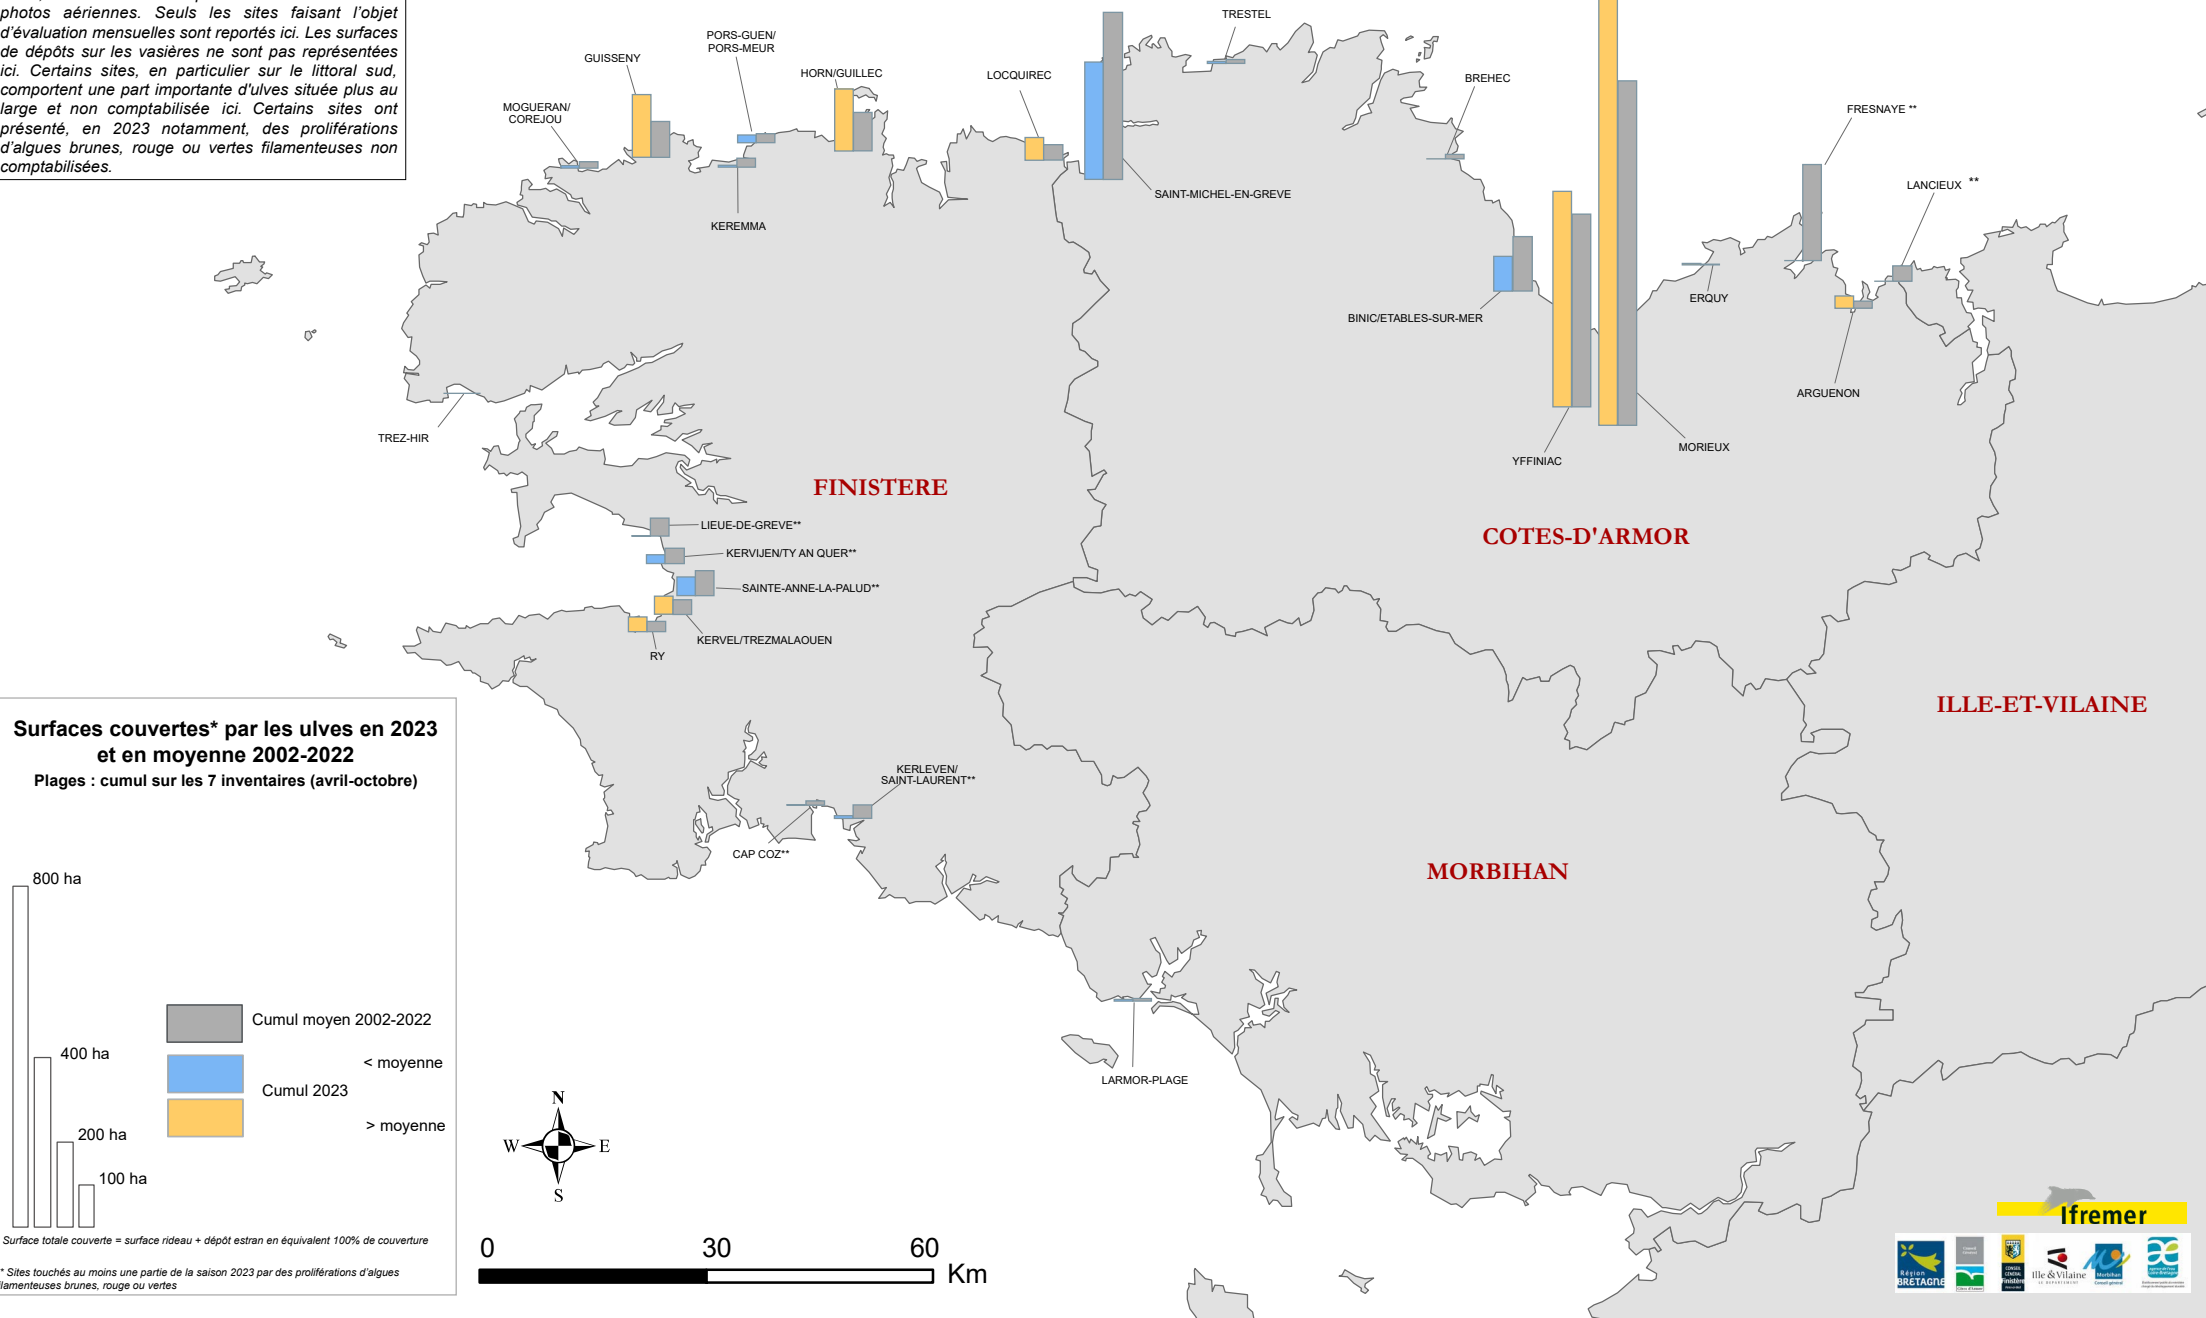 photos aériennes. Seuls les sites faisant l'objet
d'évaluation mensuelles sont reportés ici. Les surfaces
de dépôts sur les vasières ne sont pas représentées
ici. Certains sites, en particulier sur le littoral sud,
comportent une part importante d'ulves située plus au
large et non comptabilisée ici. Certains sites ont
présenté, en 2023 notamment, des proliférations
d'algues brunes, rouge ou vertes filamenteuses non
comptabilisées.
GUISSENY
PORS-GUEN/
PORS-MEUR
HORN/GUILLEC
MOGUERAN/
COREJOU
KEREMMA
LOCQUIREC
TRESTEL
SAINT-MICHEL-EN-GREVE
BREHEC
FRESNAYE **
LANCIEUX **
BINIC/ETABLES-SUR-MER
ERQUY
ARGUENON
YFFINIAC
MORIEUX
TREZ-HIR
FINISTERE
COTES-D'ARMOR
LIEUE-DE-GREVE**
KERVIJEN/TY AN QUER**
SAINTE-ANNE-LA-PALUD**
KERVEL/TREZMALAOUEN
RY
ILLE-ET-VILAINE
KERLEVEN/
SAINT-LAURENT**
CAP COZ**
MORBIHAN
LARMOR-PLAGE
Surfaces couvertes* par les ulves en 2023
et en moyenne 2002-2022
Plages : cumul sur les 7 inventaires (avril-octobre)
800 ha
400 ha
200 ha
100 ha
Cumul moyen 2002-2022
< moyenne
Cumul 2023
> moyenne
Surface totale couverte = surface rideau + dépôt estran en équivalent 100% de couverture
* Sites touchés au moins une partie de la saison 2023 par des proliférations d'algues
filamenteuses brunes, rouge ou vertes
N
W E
S
0 30 60
Km
Ifremer
Région
BRETAGNE
CONSEIL
GÉNÉRAL
Finistère
Ille & Vilaine
Morbihan